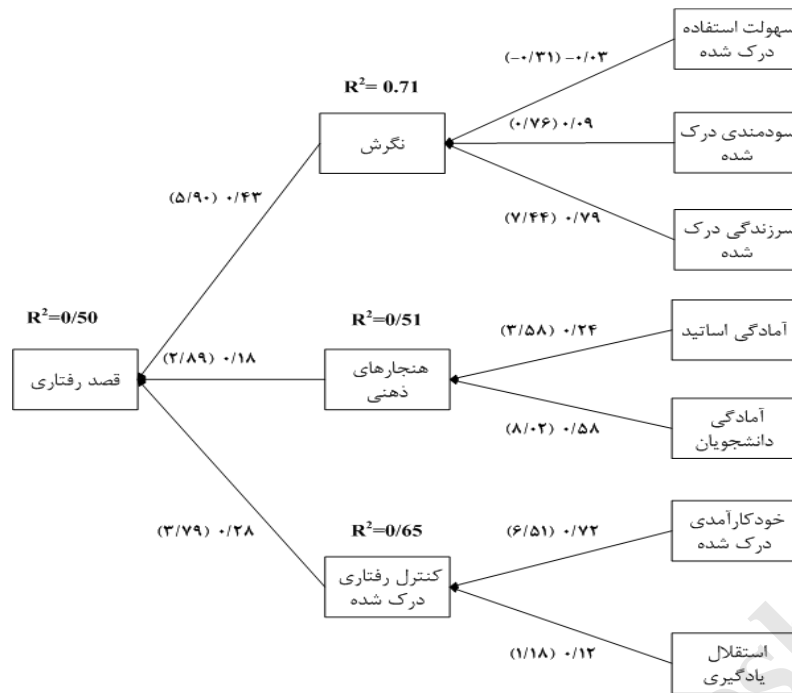 سهولت استفاده
درک شده
(-۰/۳۱) -۰/۰۳
R²= 0.71
نگرش
(۰/۷۶) ۰/۰۹
سودمندی درک
شده
(۷/۴۴) ۰/۷۹
سرزندگی درک
شده
(۵/۹۰) ۰/۴۳
R²=0/50
قصد رفتاری
(۲/۸۹) ۰/۱۸
R²=0/51
هنجارهای
ذهنی
(۳/۵۸) ۰/۲۴
آمادگی اساتید
(۸/۰۲) ۰/۵۸
آمادگی
دانشجویان
(۳/۷۹) ۰/۲۸
R²=0/65
کنترل رفتاری
درک شده
(۶/۵۱) ۰/۷۲
خودکارآمدی
درک شده
(۱/۱۸) ۰/۱۲
استقلال
یادگیری